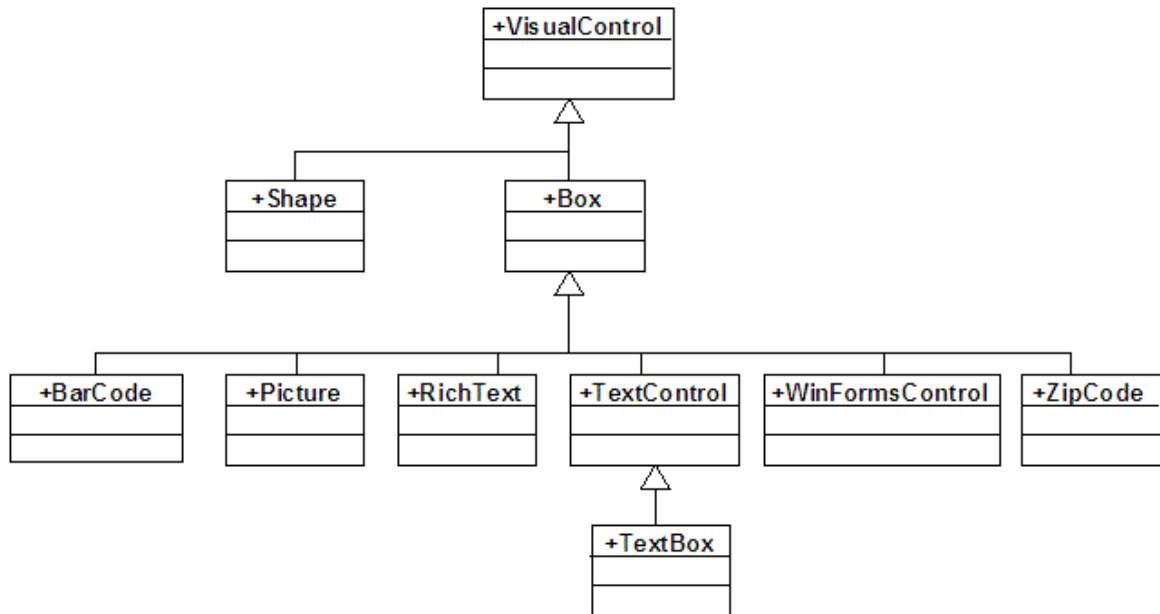 +VisualControl
+Shape
+Box
+BarCode
+Picture
+RichText
+TextControl
+WinFormsControl
+ZipCode
+TextBox